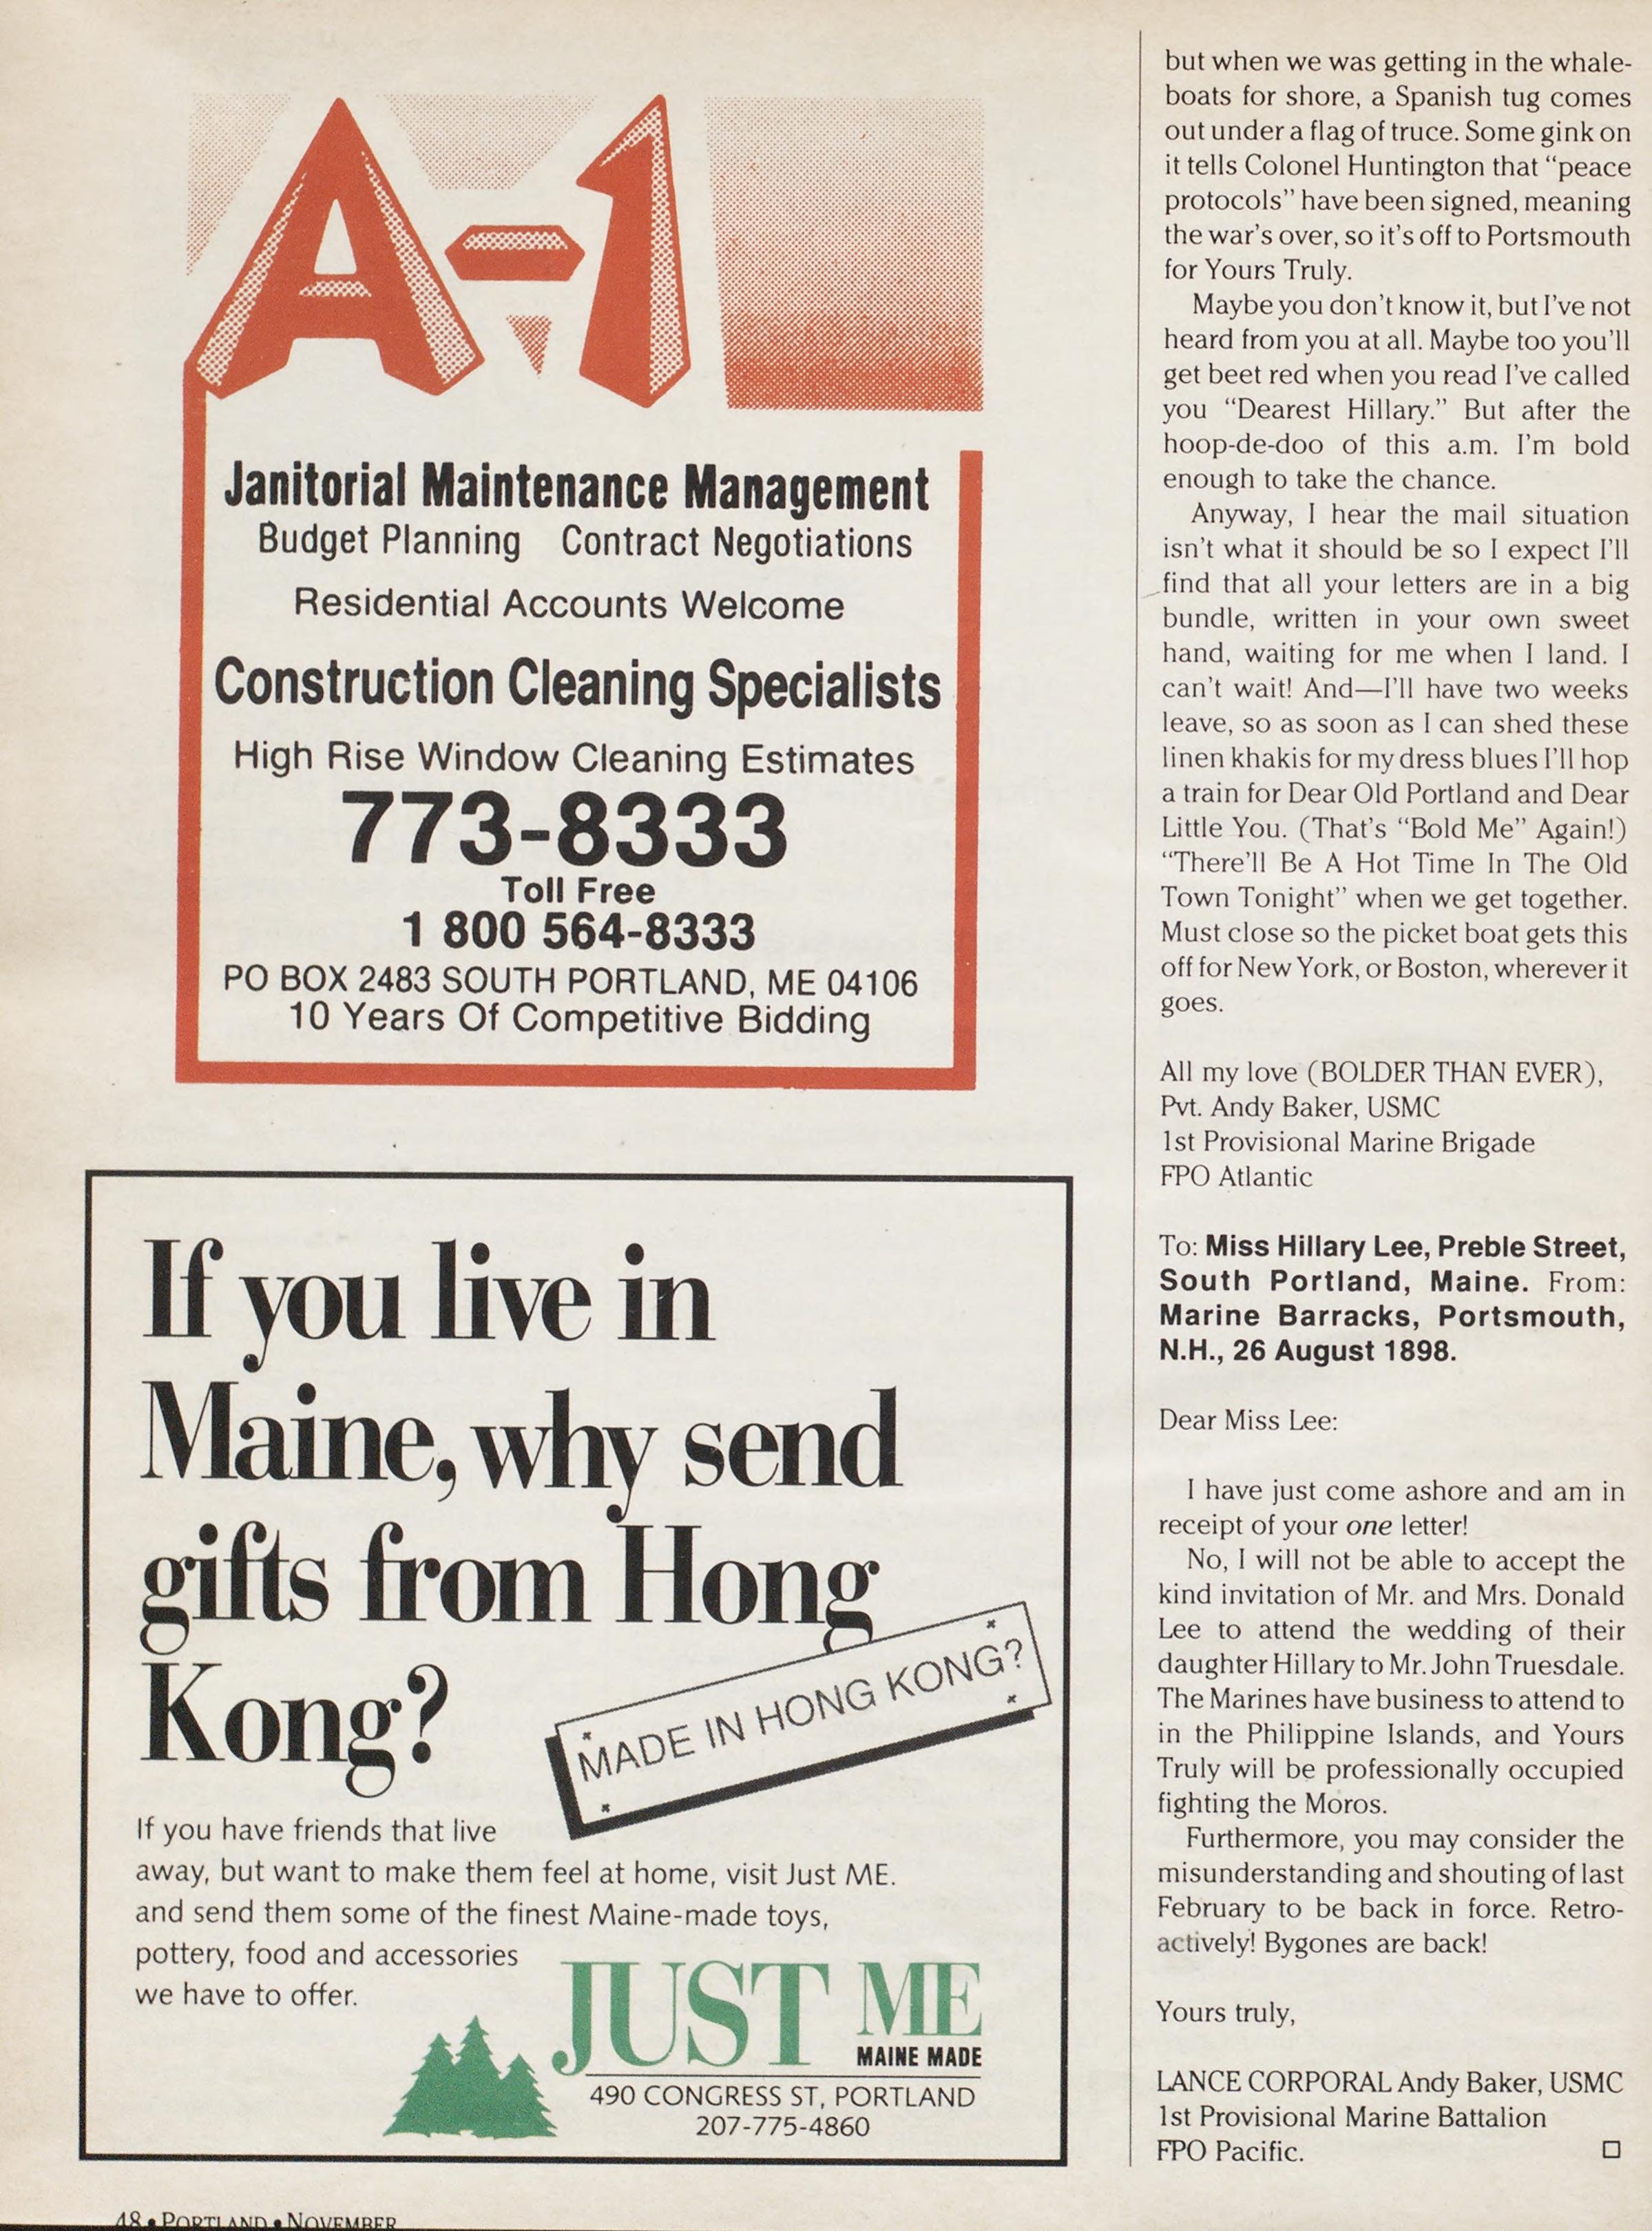 A-1
Janitorial Maintenance Management
Budget Planning Contract Negotiations
Residential Accounts Welcome
Construction Cleaning Specialists
High Rise Window Cleaning Estimates
773-8333
Toll Free
1 800 564-8333
PO BOX 2483 SOUTH PORTLAND, ME 04106
10 Years Of Competitive Bidding
If you live in
Maine, why send
gifts from Hong
Kong?
MADE IN HONG KONG?
If you have friends that live
away, but want to make them feel at home, visit Just ME.
and send them some of the finest Maine-made toys,
pottery, food and accessories
we have to offer.
JUST ME
MAINE MADE
490 CONGRESS ST, PORTLAND
207-775-4860
but when we was getting in the whale-
boats for shore, a Spanish tug comes
out under a flag of truce. Some gink on
it tells Colonel Huntington that “peace
protocols” have been signed, meaning
the war's over, so it's off to Portsmouth
for Yours Truly.
Maybe you don't know it, but I've not
heard from you at all. Maybe too you'll
get beet red when you read I've called
you “Dearest Hillary.” But after the
hoop-de-doo of this a.m. I'm bold
enough to take the chance.
Anyway, I hear the mail situation
isn't what it should be so I expect I'll
find that all your letters are in a big
bundle, written in your own sweet
hand, waiting for me when I land. I
can't wait! And—I'll have two weeks
leave, so as soon as I can shed these
linen khakis for my dress blues I'll hop
a train for Dear Old Portland and Dear
Little You. (That's “Bold Me” Again!)
“There'll Be A Hot Time In The Old
Town Tonight” when we get together.
Must close so the picket boat gets this
off for New York, or Boston, wherever it
goes.
All my love (BOLDER THAN EVER),
Pvt. Andy Baker, USMC
1st Provisional Marine Brigade
FPO Atlantic
To: Miss Hillary Lee, Preble Street,
South Portland, Maine. From:
Marine Barracks, Portsmouth,
N.H., 26 August 1898.
Dear Miss Lee:
I have just come ashore and am in
receipt of your one letter!
No, I will not be able to accept the
kind invitation of Mr. and Mrs. Donald
Lee to attend the wedding of their
daughter Hillary to Mr. John Truesdale.
The Marines have business to attend to
in the Philippine Islands, and Yours
Truly will be professionally occupied
fighting the Moros.
Furthermore, you may consider the
misunderstanding and shouting of last
February to be back in force. Retro-
actively! Bygones are back!
Yours truly,
LANCE CORPORAL Andy Baker, USMC
1st Provisional Marine Battalion
FPO Pacific.
48 • PORTLAND • NOVEMBER